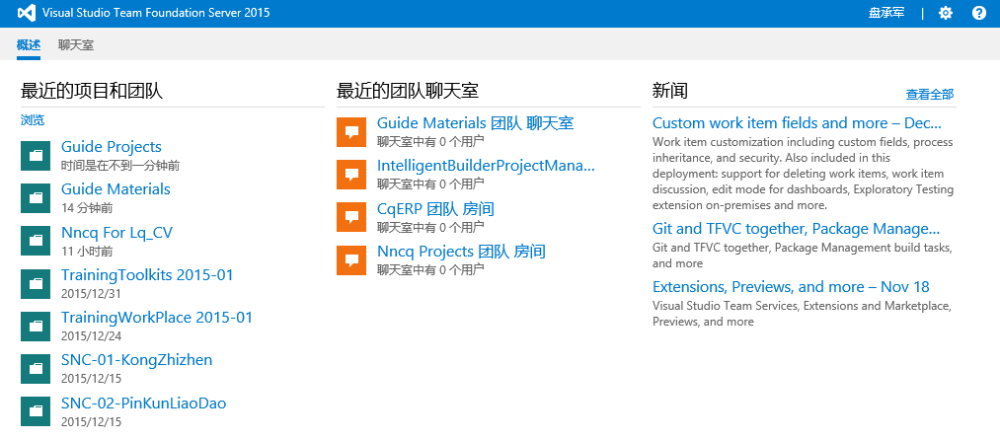 Visual Studio Team Foundation Server 2015
盘承军 |
概述 聊天室
最近的项目和团队
浏览
Guide Projects
时间是在不到一分钟前
Guide Materials
14 分钟前
Nncq For Lq_CV
11 小时前
TrainingToolkits 2015-01
2015/12/31
TrainingWorkPlace 2015-01
2015/12/24
SNC-01-KongZhizhen
2015/12/15
SNC-02-PinKunLiaoDao
2015/12/15
最近的团队聊天室
Guide Materials 团队 聊天室
聊天室中有 0 个用户
IntelligentBuilderProjectMana...
聊天室中有 0 个用户
CqERP 团队 房间
聊天室中有 0 个用户
Nncq Projects 团队 房间
聊天室中有 0 个用户
新闻 查看全部
Custom work item fields and more – Dec...
Work item customization including custom fields, process
inheritance, and security. Also included in this
deployment: support for deleting work items, work item
discussion, edit mode for dashboards, Exploratory Testing
extension on-premises and more.
Git and TFVC together, Package Manage...
Git and TFVC together, Package Management build tasks,
and more
Extensions, Previews, and more – Nov 18
Visual Studio Team Services, Extensions and Marketplace,
Previews, and more